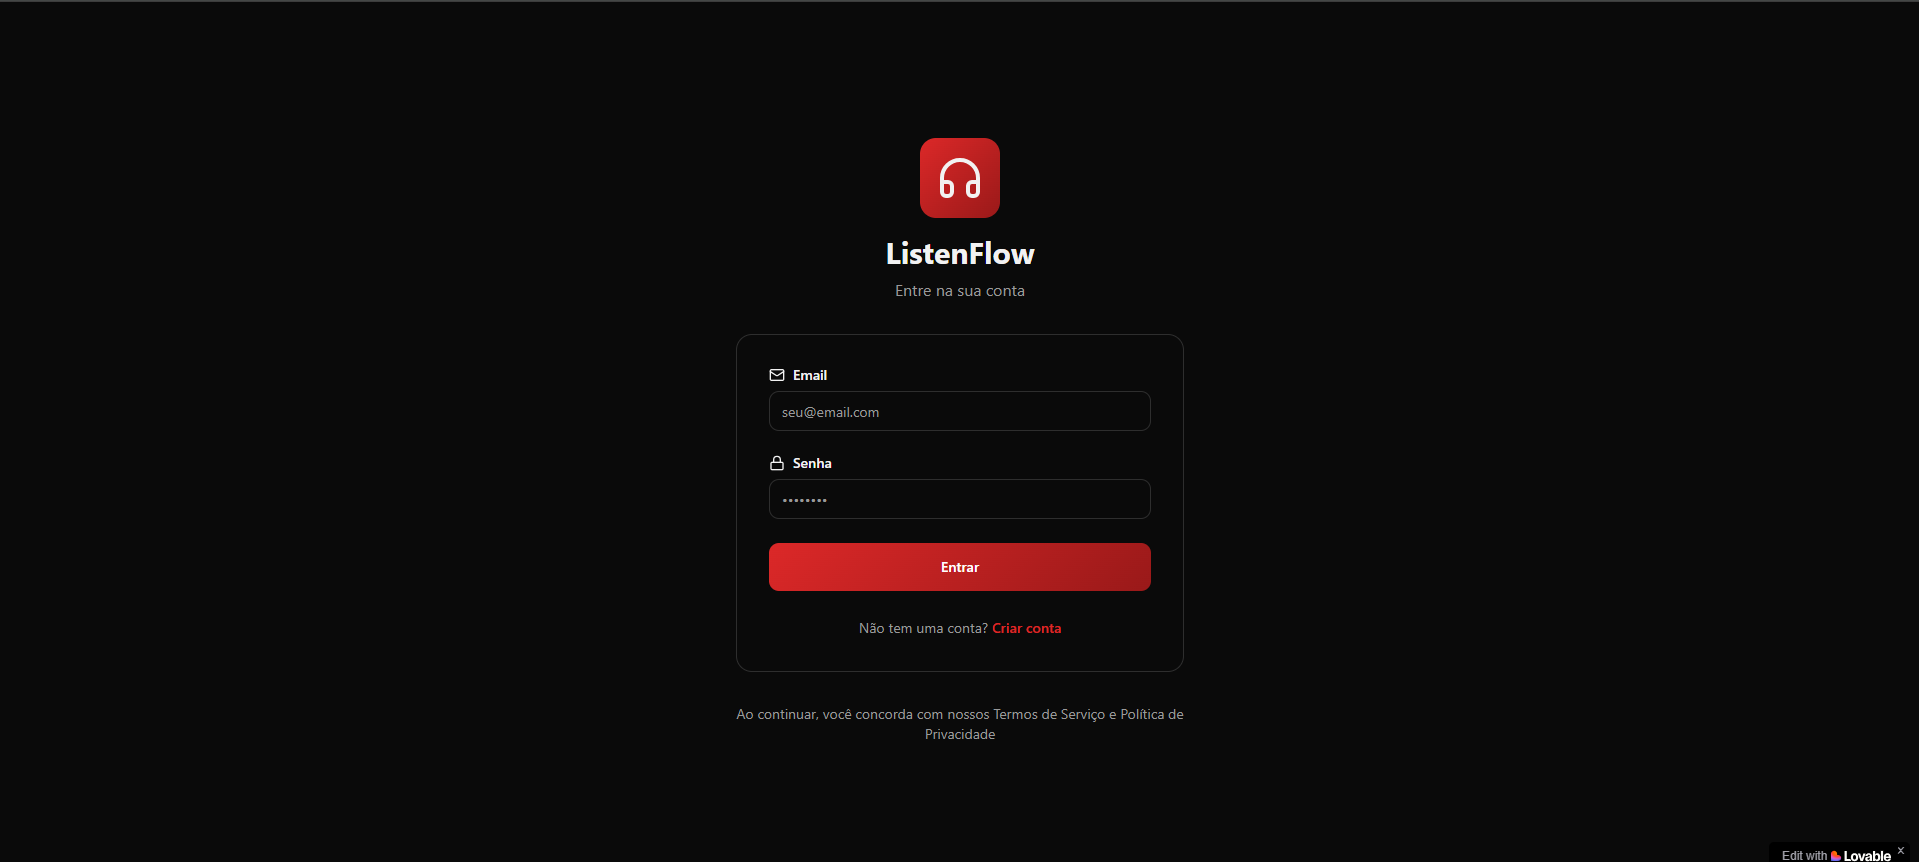 ListenFlow
Entre na sua conta
Email
seu@email.com
Senha
••••••••
Entrar
Não tem uma conta? Criar conta
Ao continuar, você concorda com nossos Termos de Serviço e Política de
Privacidade
Edit with Lovable ×